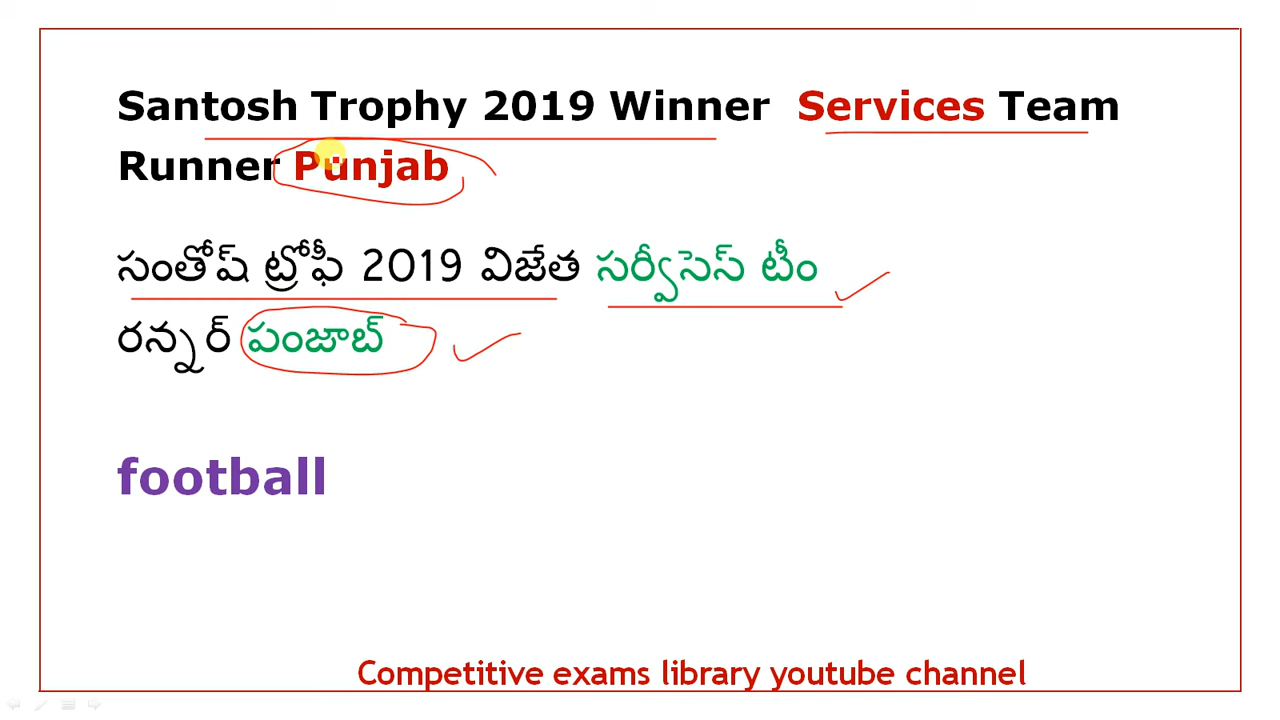 Santosh Trophy 2019 Winner Services Team
Runner Punjab
సంతోష్ ట్రోఫీ 2019 విజేత సర్వీసెస్ టీం
రన్నర్ పంజాబ్
football
Competitive exams library youtube channel